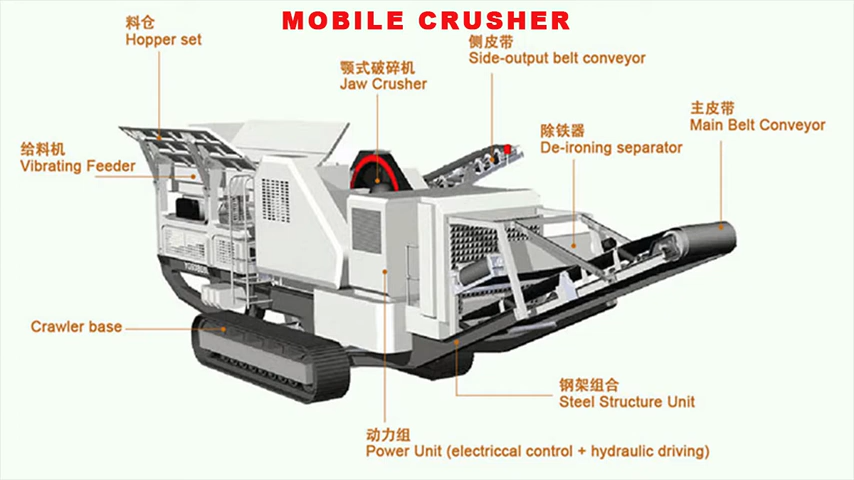 MOBILE CRUSHER
料仓
Hopper set
侧皮带
Side-output belt conveyor
颚式破碎机
Jaw Crusher
主皮带
Main Belt Conveyor
除铁器
De-ironing separator
给料机
Vibrating Feeder
Crawler base
钢架组合
Steel Structure Unit
动力组
Power Unit (electriccal control + hydraulic driving)